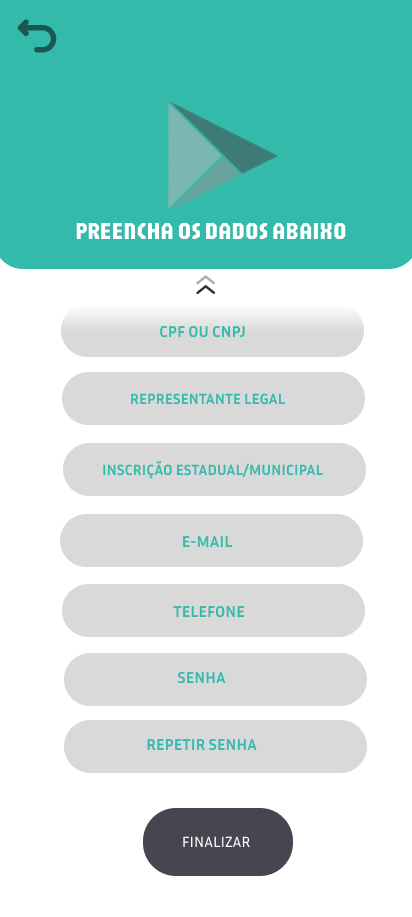 PREENCHA OS DADOS ABAIXO
CPF OU CNPJ
REPRESENTANTE LEGAL
INSCRIÇÃO ESTADUAL/MUNICIPAL
E-MAIL
TELEFONE
SENHA
REPETIR SENHA
FINALIZAR